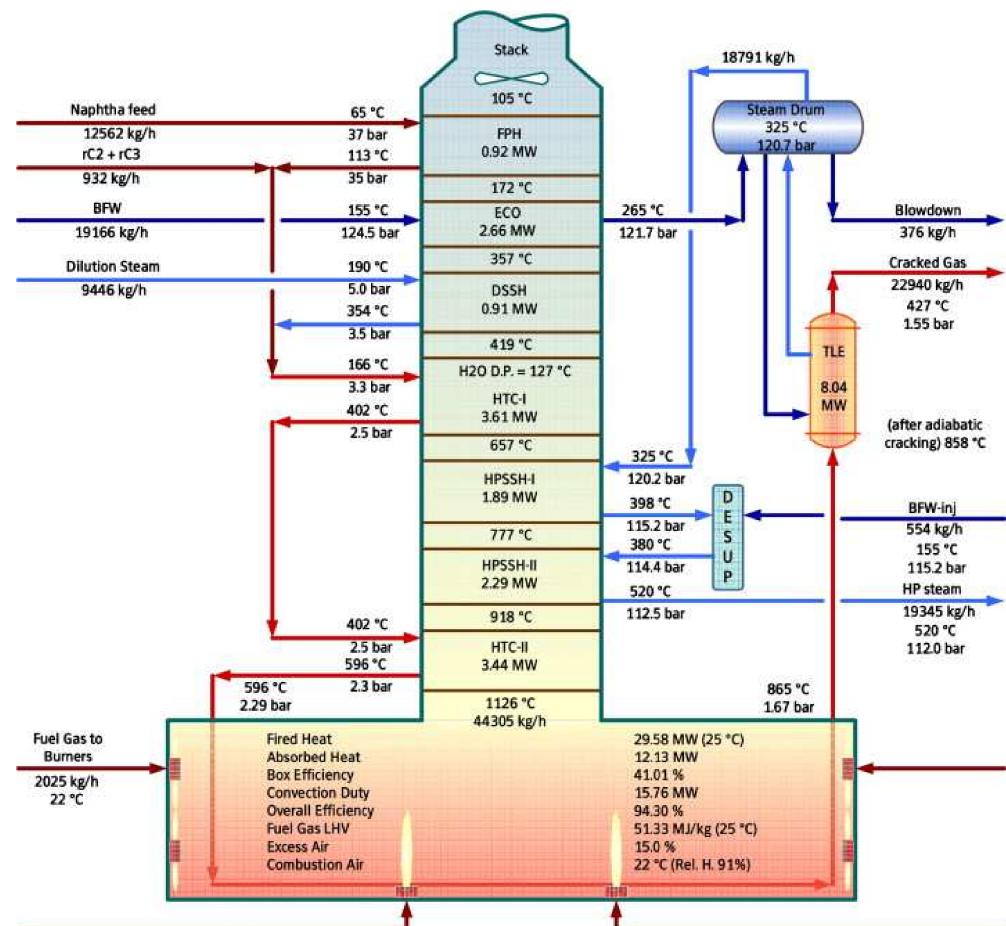 Stack
18791 kg/h
105 °C
Naphtha feed
12562 kg/h
65 °C
37 bar
FPH
0.92 MW
Steam Drum
325 °C
120.7 bar
rC2 + rC3
932 kg/h
113 °C
35 bar
172 °C
BFW
19166 kg/h
155 °C
124.5 bar
ECO
2.66 MW
265 °C
121.7 bar
Blowdown
376 kg/h
357 °C
Dilution Steam
9446 kg/h
190 °C
5.0 bar
DSSH
0.91 MW
Cracked Gas
22940 kg/h
427 °C
1.55 bar
354 °C
3.5 bar
419 °C
TLE
8.04
MW
166 °C
3.3 bar
H2O D.P. = 127 °C
HTC-I
3.61 MW
402 °C
2.5 bar
(after adiabatic
cracking) 858 °C
657 °C
325 °C
120.2 bar
HPSSH-I
1.89 MW
398 °C
115.2 bar
D
E
S
U
P
BFW-inj
554 kg/h
155 °C
115.2 bar
777 °C
380 °C
114.4 bar
HPSSH-II
2.29 MW
520 °C
112.5 bar
HP steam
19345 kg/h
520 °C
112.0 bar
918 °C
402 °C
2.5 bar
HTC-II
3.44 MW
596 °C
2.3 bar
596 °C
2.29 bar
1126 °C
44305 kg/h
865 °C
1.67 bar
Fuel Gas to
Burners
2025 kg/h
22 °C
Fired Heat 29.58 MW (25 °C)
Absorbed Heat 12.13 MW
Box Efficiency 41.01 %
Convection Duty 15.76 MW
Overall Efficiency 94.30 %
Fuel Gas LHV 51.33 MJ/kg (25 °C)
Excess Air 15.0 %
Combustion Air 22 °C (Rel. H. 91%)